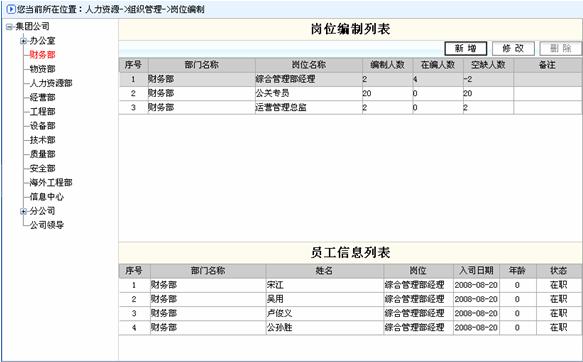 您当前所在位置：人力资源->组织管理->岗位编制
集团公司
办公室
财务部
物资部
人力资源部
经营部
工程部
设备部
技术部
质量部
安全部
海外工程部
信息中心
分公司
公司领导
岗位编制列表
新增 修改 删除
序号 部门名称 岗位名称 编制人数 在编人数 空缺人数 备注
1 财务部 综合管理部经理 2 4 -2
2 财务部 公关专员 20 0 20
3 财务部 运营管理总监 2 0 2
员工信息列表
序号 部门名称 姓名 岗位 入司日期 年龄 状态
1 财务部 宋江 综合管理部经理 2008-08-20 0 在职
2 财务部 吴用 综合管理部经理 2008-08-20 0 在职
3 财务部 卢俊义 综合管理部经理 2008-08-20 0 在职
4 财务部 公孙胜 综合管理部经理 2008-08-20 0 在职